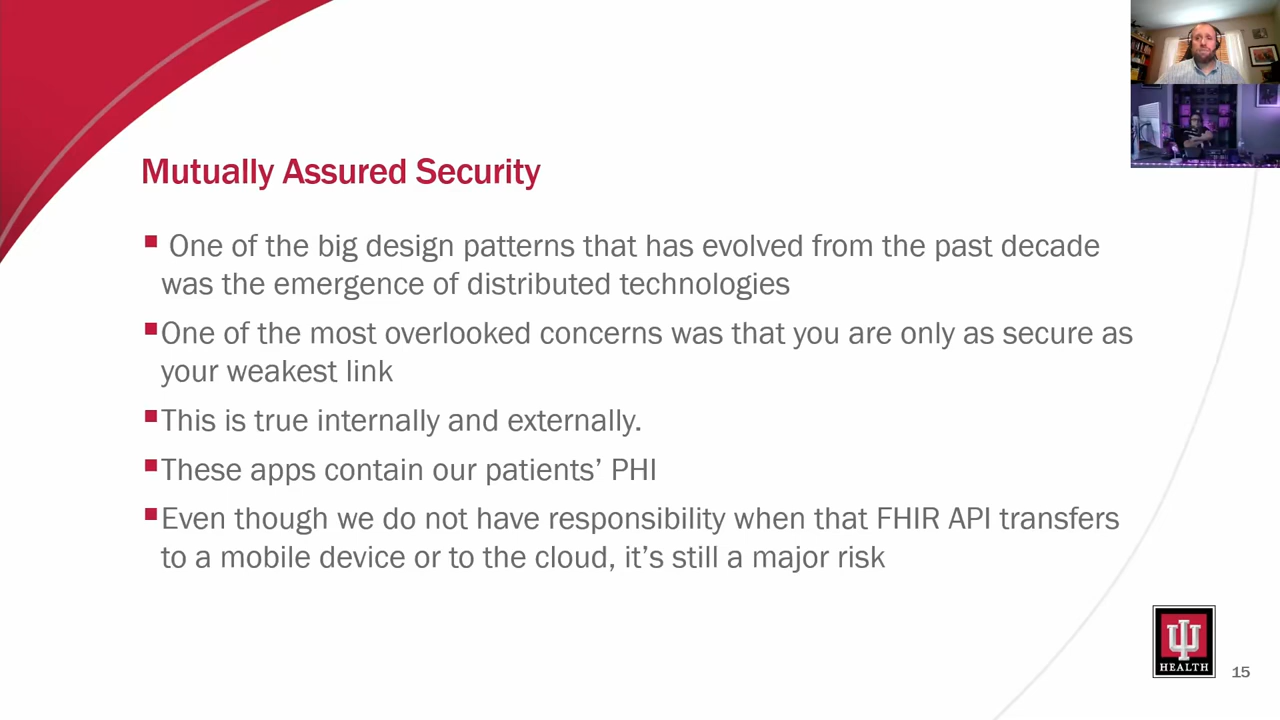 Mutually Assured Security
One of the big design patterns that has evolved from the past decade
was the emergence of distributed technologies
One of the most overlooked concerns was that you are only as secure as
your weakest link
This is true internally and externally.
These apps contain our patients’ PHI
Even though we do not have responsibility when that FHIR API transfers
to a mobile device or to the cloud, it’s still a major risk
IU
HEALTH
15